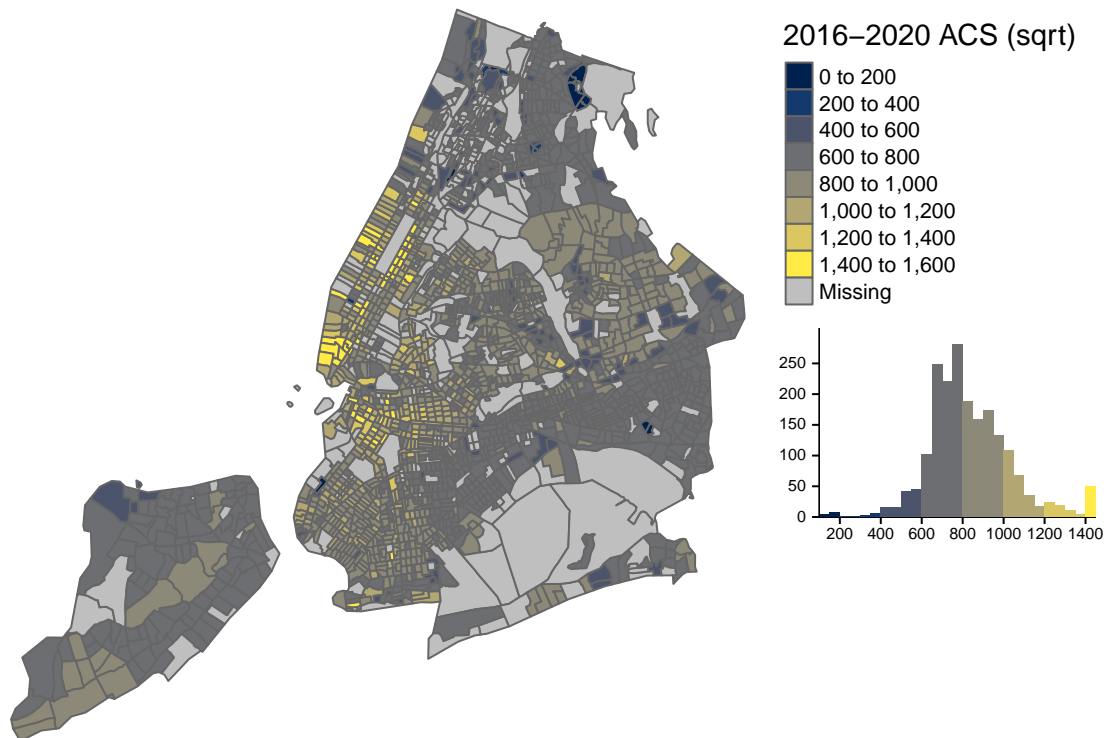 2016–2020 ACS (sqrt)
0 to 200
200 to 400
400 to 600
600 to 800
800 to 1,000
1,000 to 1,200
1,200 to 1,400
1,400 to 1,600
Missing
250
200
150
100
50
0
200 400 600 800 1000 1200 1400